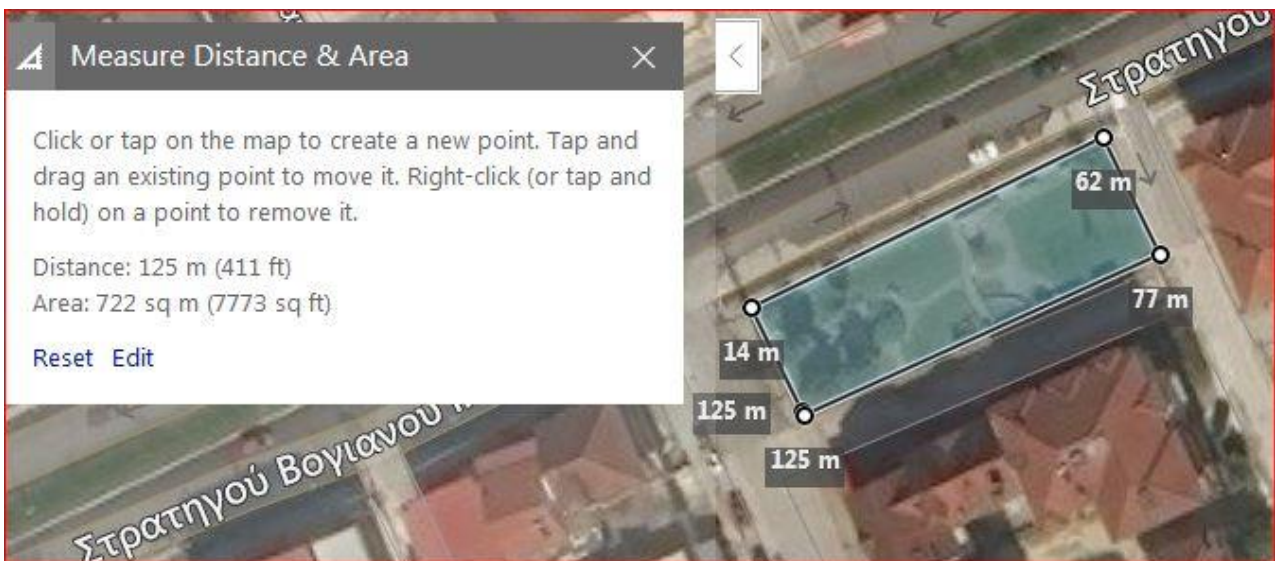 Measure Distance & Area
Click or tap on the map to create a new point. Tap and
drag an existing point to move it. Right-click (or tap and
hold) on a point to remove it.
Distance: 125 m (411 ft)
Area: 722 sq m (7773 sq ft)
Reset Edit
Στρατηγού
62 m
77 m
14 m
125 m
125 m
Στρατηγού Βογιανού